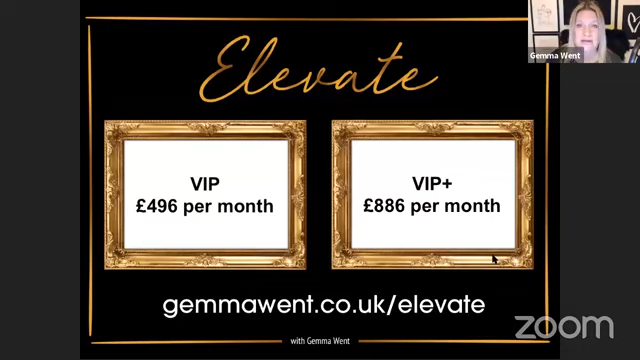 Elevate
Gemma Went
VIP
£496 per month
VIP+
£886 per month
gemmawent.co.uk/elevate
with Gemma Went
zoom